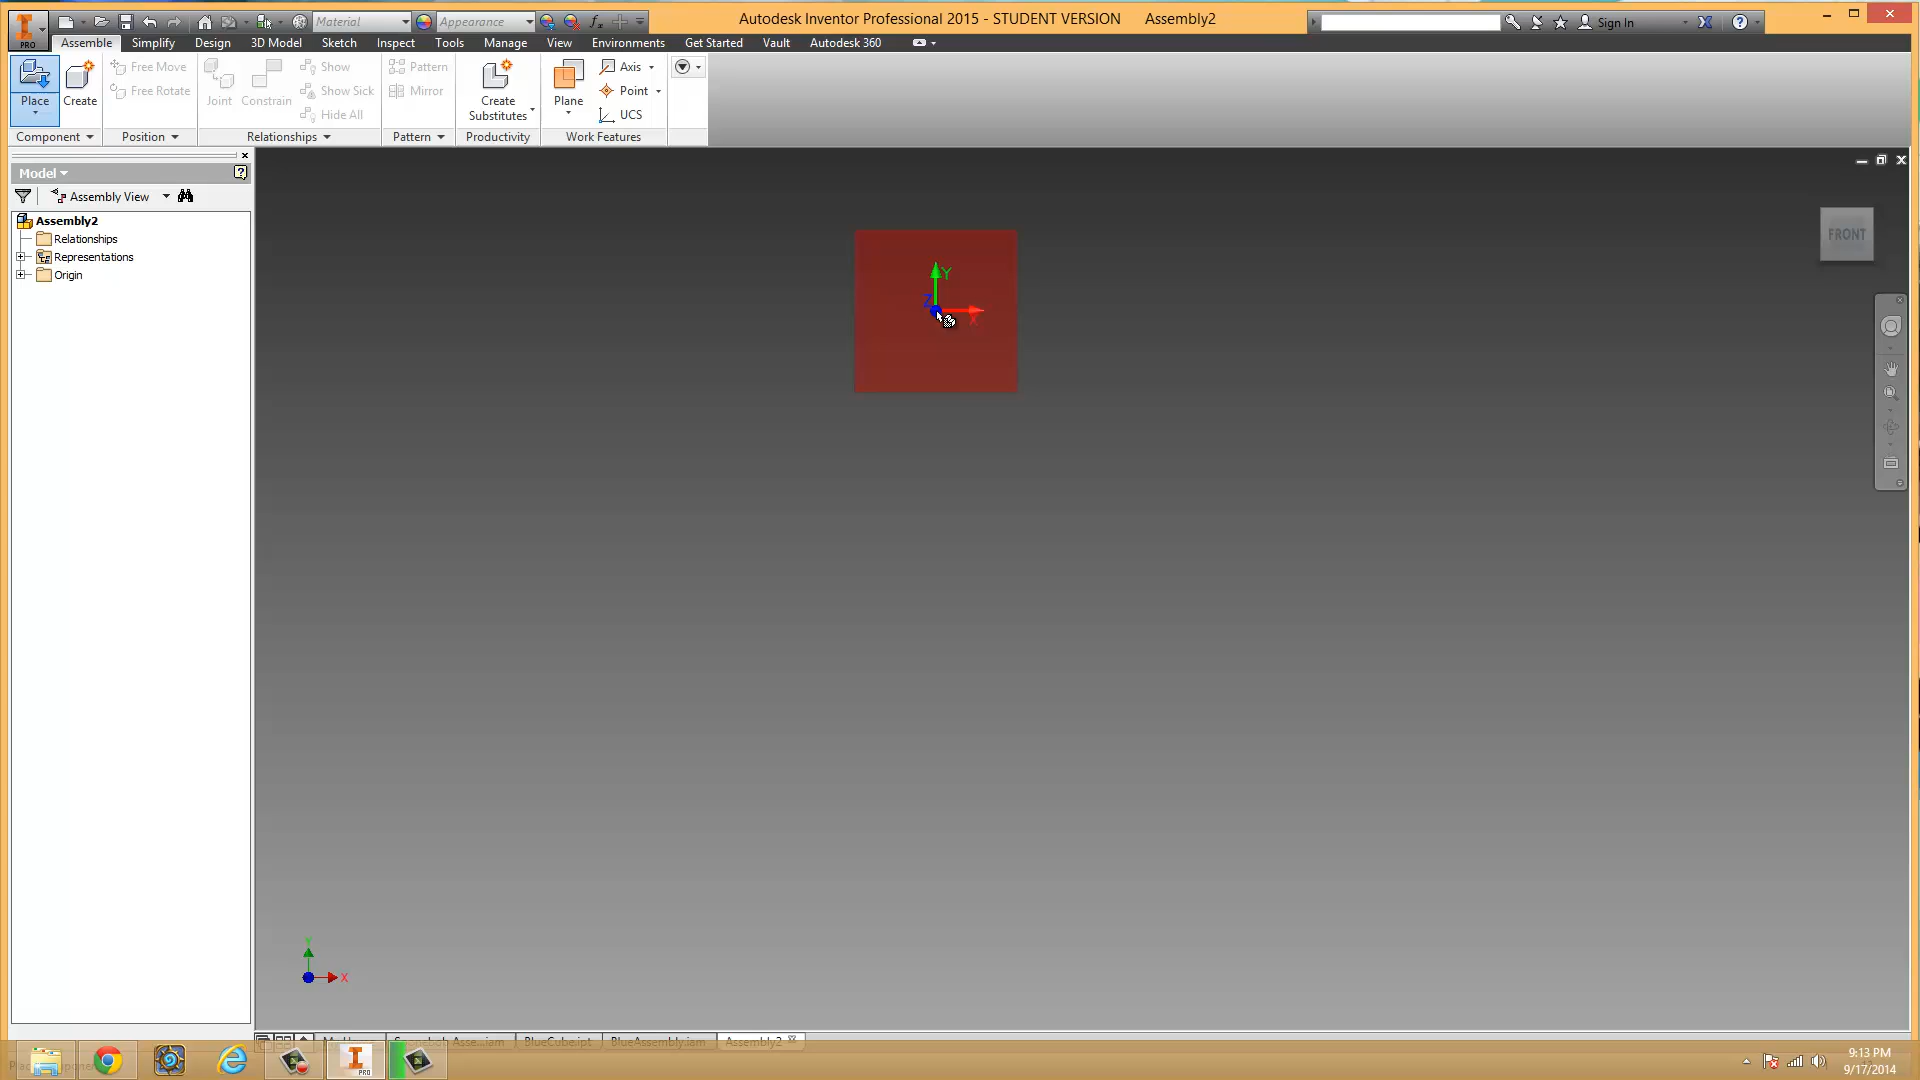 Material
Appearance
Autodesk Inventor Professional 2015 - STUDENT VERSION Assembly2
Sign In
PRO
Assemble Simplify Design 3D Model Sketch Inspect Tools Manage View Environments Get Started Vault Autodesk 360
Place
Create
Free Move
Free Rotate
Joint
Constrain
Show
Show Sick
Hide All
Pattern
Mirror
Create
Substitutes
Plane
Axis
Point
UCS
Component
Position
Relationships
Pattern
Productivity
Work Features
Model
Assembly View
Assembly2
Relationships
Representations
Origin
Y
Z
X
FRONT
Y
X
BlueCube.ipt
BlueAssembly.iam
Assembly2
PRO
9:13 PM
9/17/2014